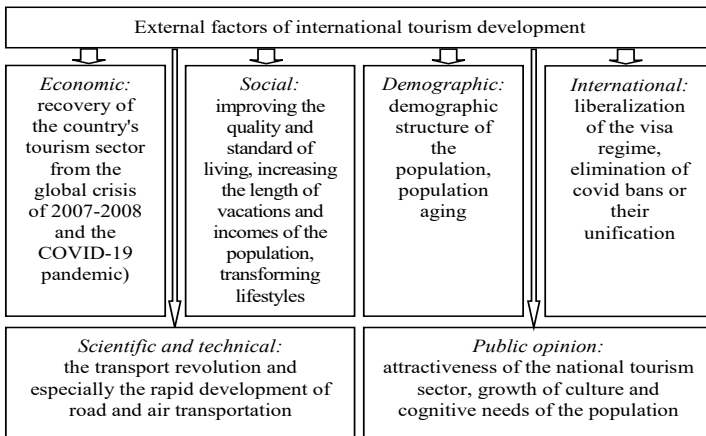 External factors of international tourism development
Economic:
recovery of
the country's
tourism sector
from the
global crisis
of 2007-2008
and the
COVID-19
pandemic)
Social:
improving the
quality and
standard of
living, increasing
the length of
vacations and
incomes of the
population,
transforming
lifestyles
Demographic:
demographic
structure of
the
population,
population
aging
International:
liberalization
of the visa
regime,
elimination of
covid bans or
their
unification
Scientific and technical:
the transport revolution and
especially the rapid development of
road and air transportation
Public opinion:
attractiveness of the national tourism
sector, growth of culture and
cognitive needs of the population